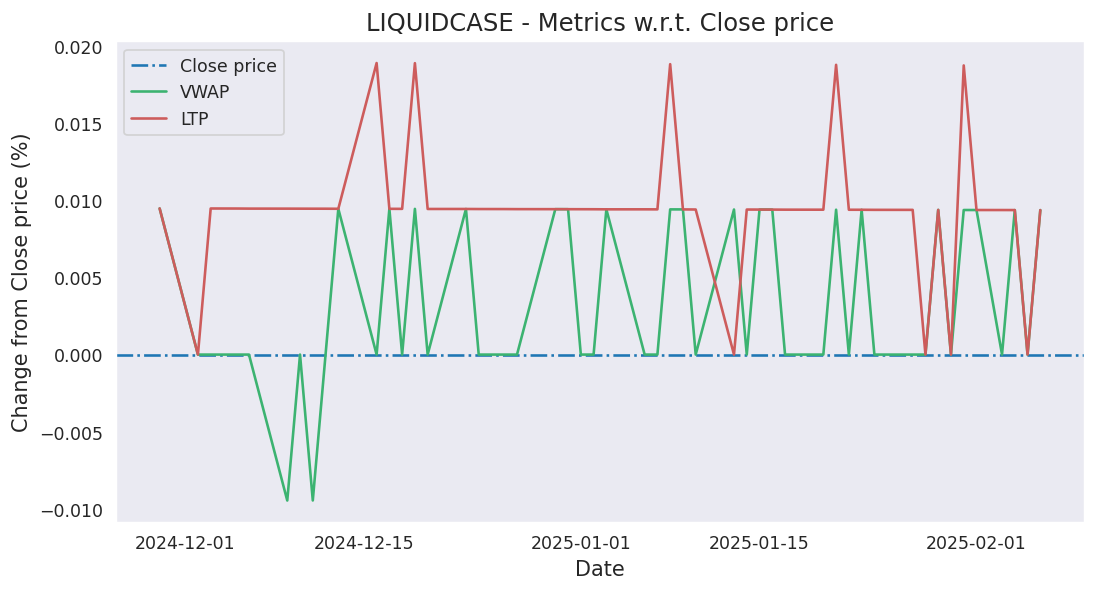 LIQUIDCASE - Metrics w.r.t. Close price
Close price
VWAP
LTP
Change from Close price (%)
0.020
0.015
0.010
0.005
0.000
−0.005
−0.010
2024-12-01
2024-12-15
2025-01-01
2025-01-15
2025-02-01
Date